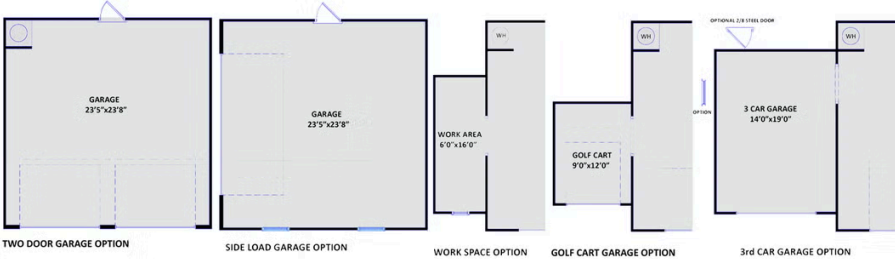 GARAGE
23'5"x23'8"
TWO DOOR GARAGE OPTION
GARAGE
23'5"x23'8"
SIDE LOAD GARAGE OPTION
WH
WORK AREA
6'0"x16'0"
WORK SPACE OPTION
WH
GOLF CART
9'0"x12'0"
GOLF CART GARAGE OPTION
OPTIONAL 2/8 STEEL DOOR
WH
OPTION
3 CAR GARAGE
14'0"x19'0"
3rd CAR GARAGE OPTION